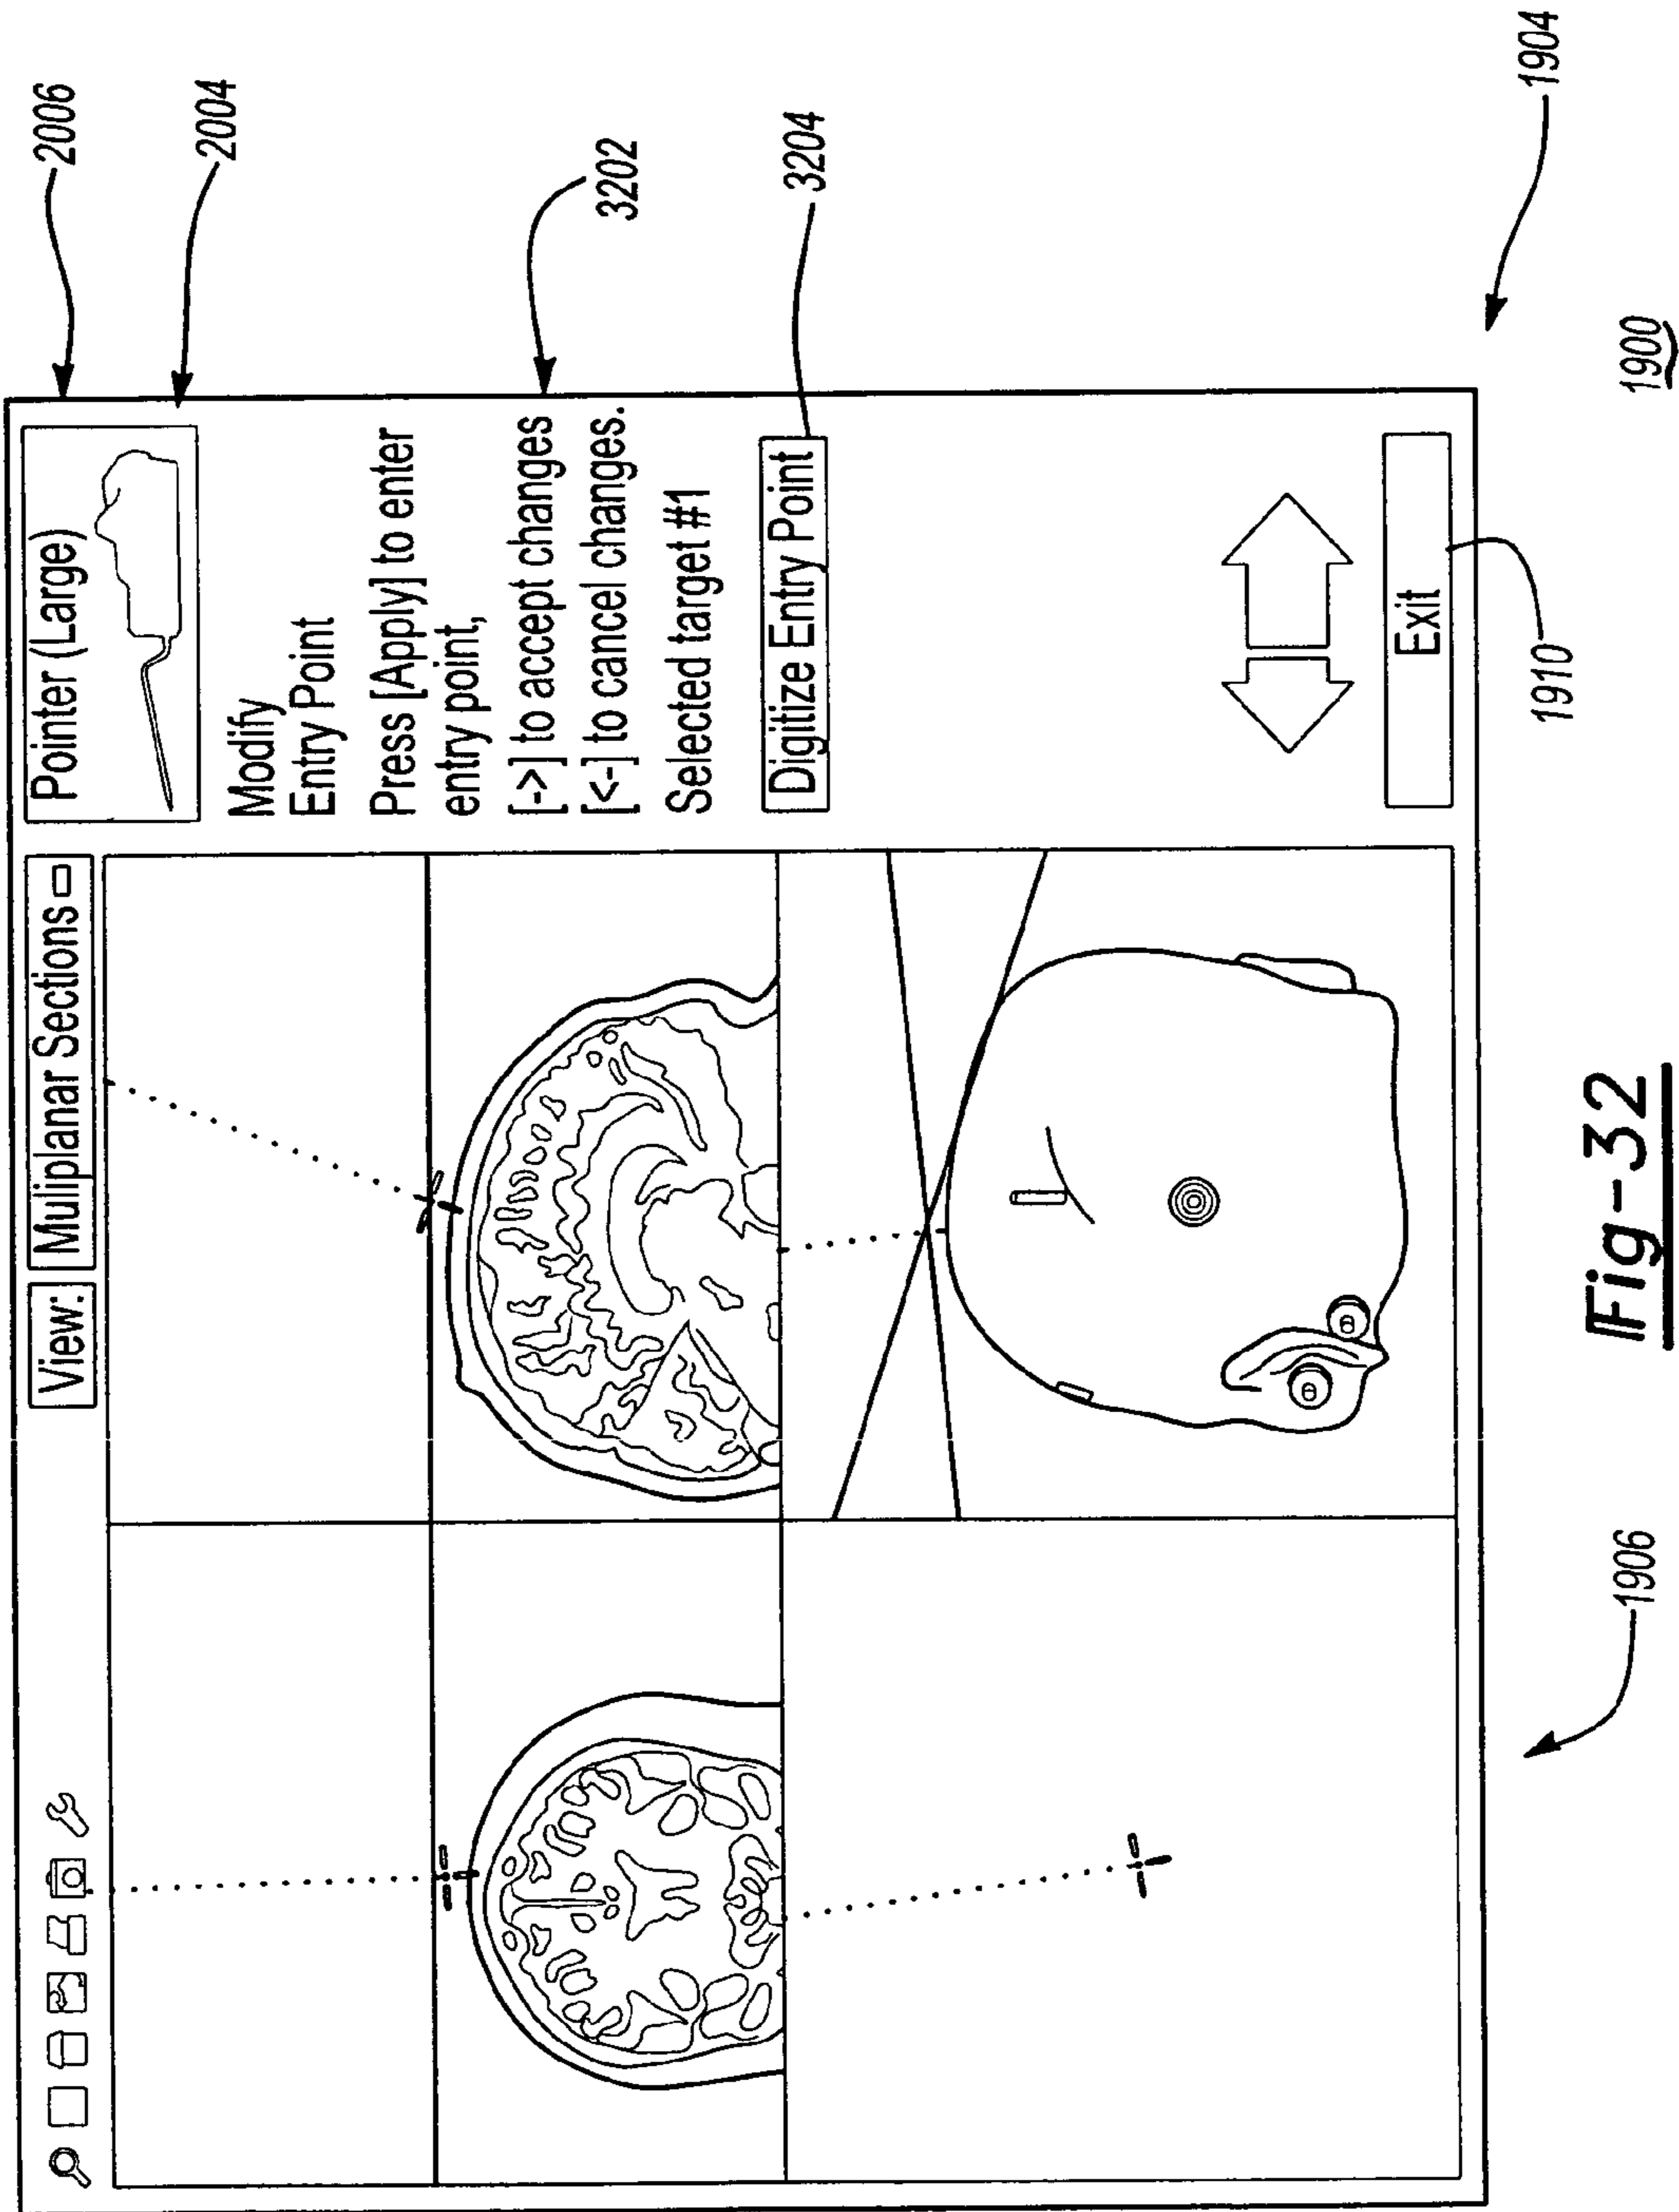 View:
Muliplanar Sections
Pointer (Large)
Modify
Entry Point
Press [Apply] to enter
entry point,
[->] to accept changes
[<-] to cancel changes.
Selected target #1
Digitize Entry Point
Exit
2006
2004
3202
3204
1910
1904
1906
1900
Fig-32